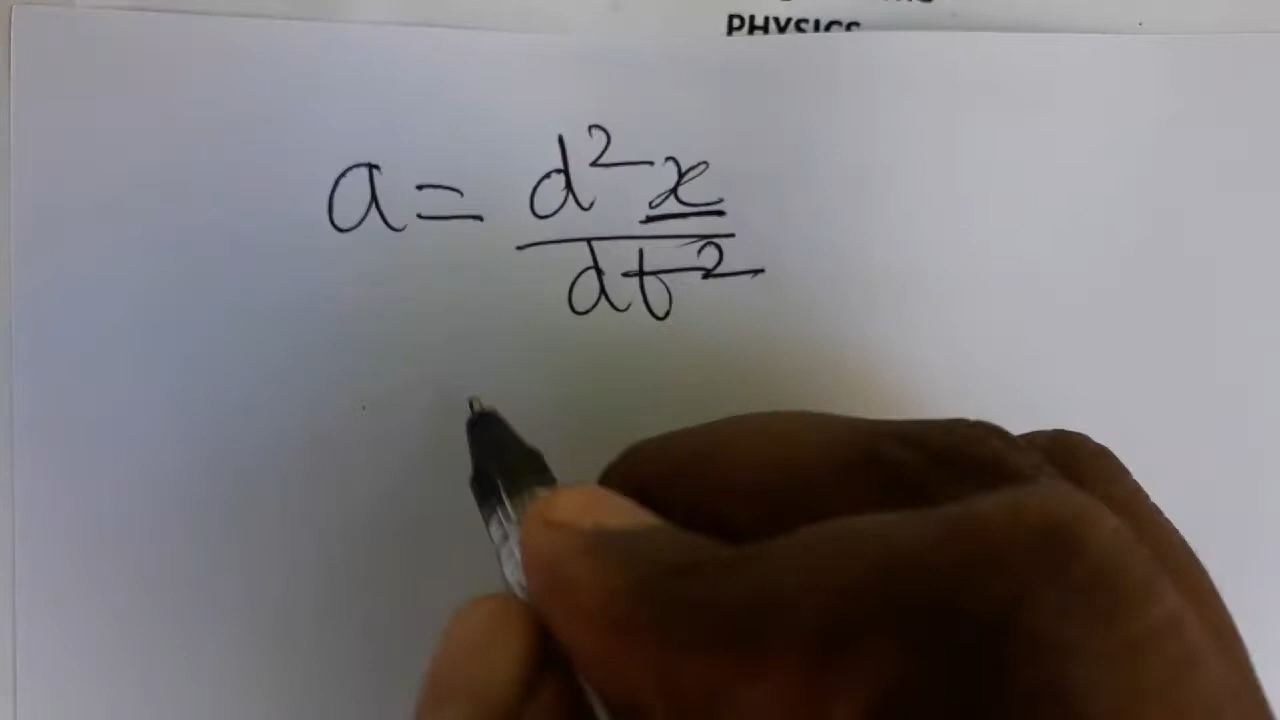 PHYSICS
a = d²x
dt²